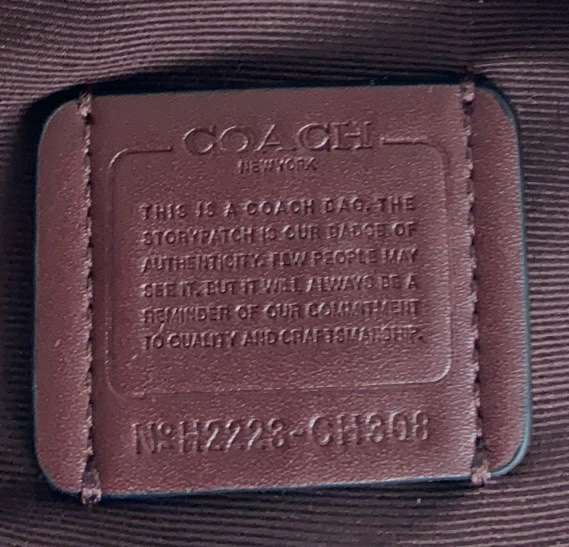 COACH
NEW YORK
THIS IS A COACH BAG. THE
STORYPATCH IS OUR BADGE OF
AUTHENTICITY. FEW PEOPLE MAY
SEE IT. BUT IT WILL ALWAYS BE A
REMINDER OF OUR COMMITMENT
TO QUALITY AND CRAFTSMANSHIP.
Nº H2223-CH308